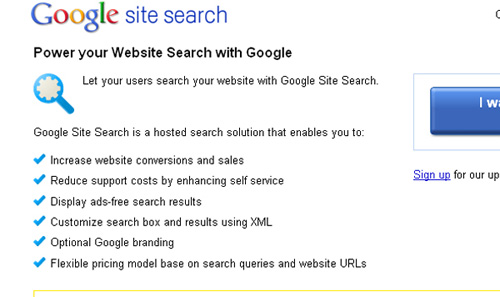 Google site search
Power your Website Search with Google
Let your users search your website with Google Site Search.
I wa
Google Site Search is a hosted search solution that enables you to:
Increase website conversions and sales
Sign up for our up
Reduce support costs by enhancing self service
Display ads-free search results
Customize search box and results using XML
Optional Google branding
Flexible pricing model base on search queries and website URLs